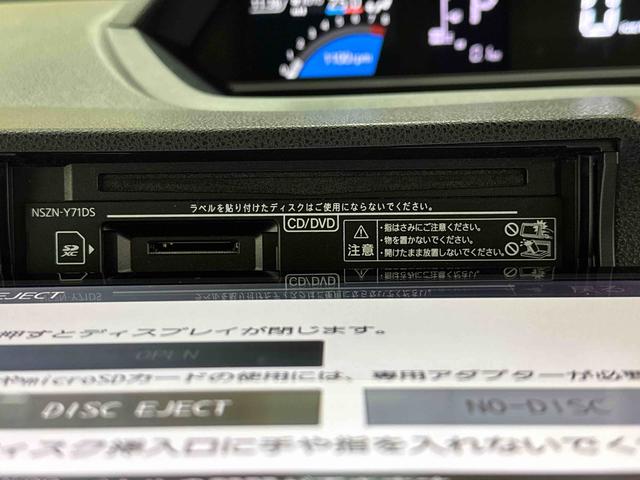 P
0
1100 rpm
ラベルを貼り付けたディスクはご使用にならないでください。
NSZN-Y71DS
CD/DVD
SD
XC
注意
・指はさみにご注意ください。
・物を置かないでください。
・開けたまま放置しないでください。
EJECT
押すとディスプレイが閉じます。
OPEN
microSDカードの使用には、専用アダプターが必要
DISC EJECT
NO-DISC
ィスク挿入口に手や指を入れないでく